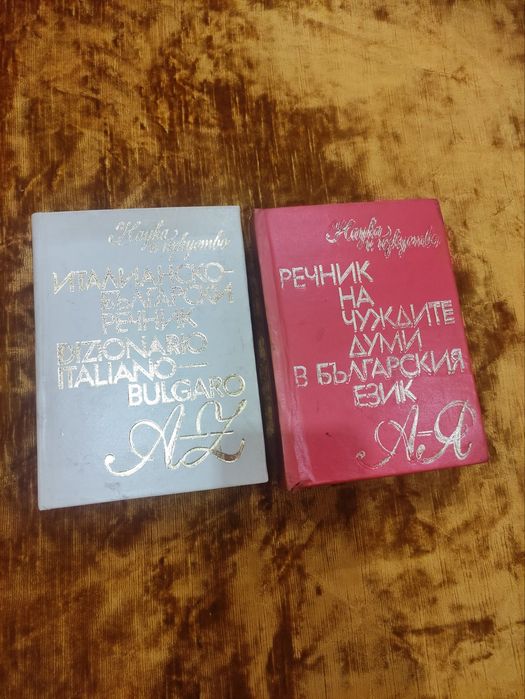 Наука
и изкуство
ИТАЛИАНСКО-
БЪЛГАРСКИ
РЕЧНИК
DIZIONARIO
ITALIANO—
BULGARO
A–Z
Наука
и изкуство
РЕЧНИК
НА
ЧУЖДИТЕ
ДУМИ
В БЪЛГАРСКИЯ
ЕЗИК
А–Я